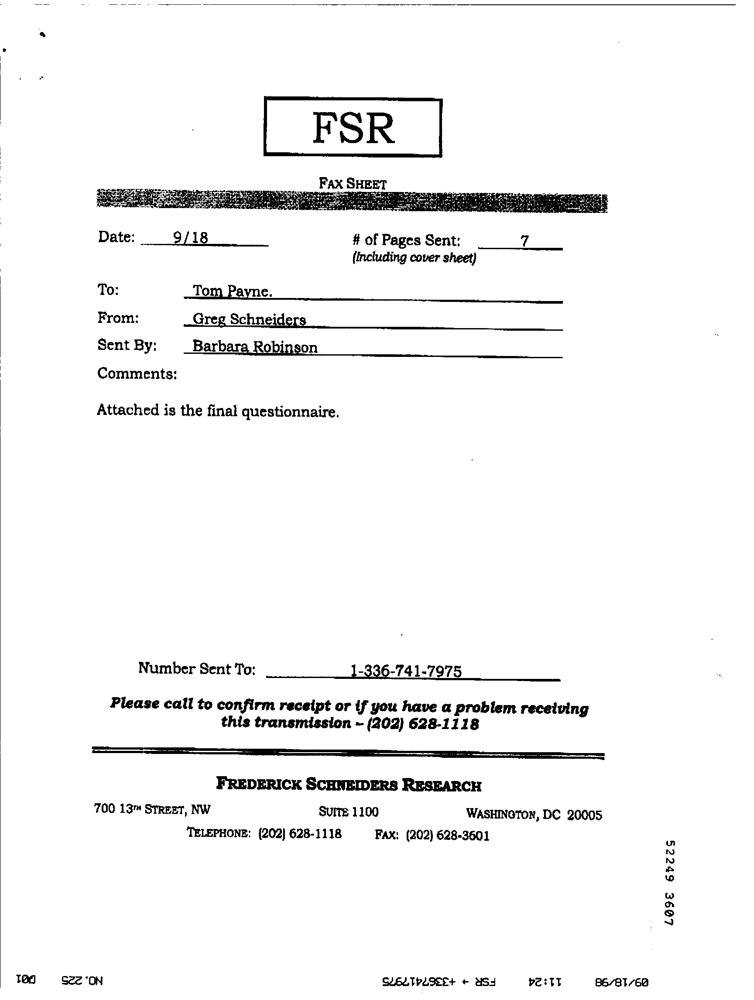 FSR
FAX SHEET
Date: 9/18 # of Pages Sent: 7
(Including cover sheet)
To: Tom Payne.
From: Greg Schneiders
Sent By: Barbara Robinson
Comments:
Attached is the final questionnaire.
Number Sent To: 1-336-741-7975
Please call to confirm receipt or if you have a problem receiving
this transmission - (202) 628-1118
FREDERICK SCHNEIDERS RESEARCH
700 13TH STREET, NW SUITE 1100 WASHINGTON, DC 20005
TELEPHONE: (202) 628-1118 FAX: (202) 628-3601
52249 3607
09/18/98 11:24 FSR → +3367417975 NO.225 001